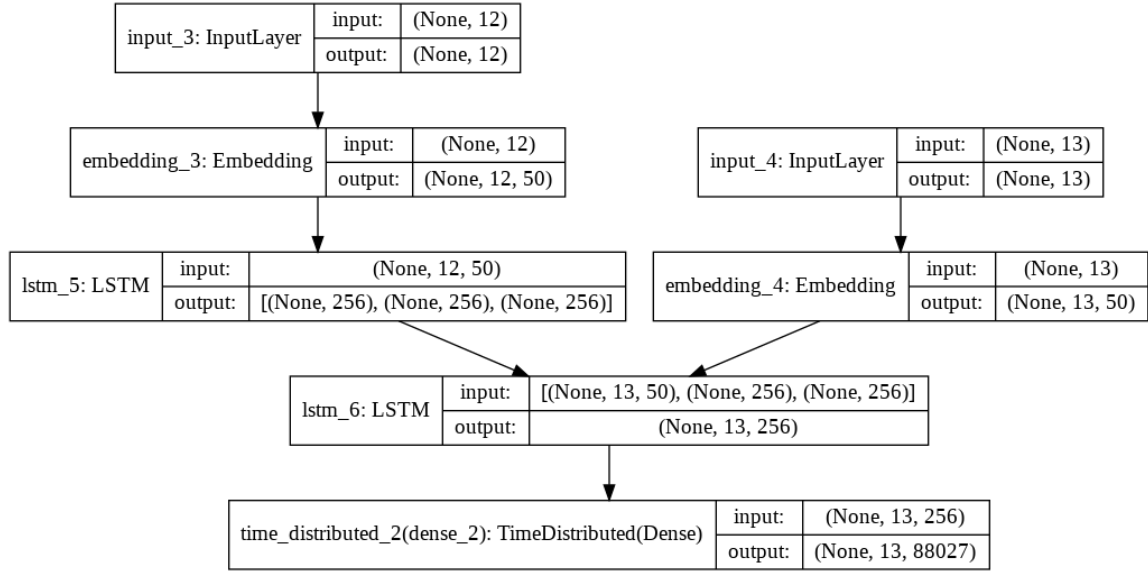 input_3: InputLayer
input: (None, 12)
output: (None, 12)
embedding_3: Embedding
input: (None, 12)
output: (None, 12, 50)
input_4: InputLayer
input: (None, 13)
output: (None, 13)
lstm_5: LSTM
input: (None, 12, 50)
output: [(None, 256), (None, 256), (None, 256)]
embedding_4: Embedding
input: (None, 13)
output: (None, 13, 50)
lstm_6: LSTM
input: [(None, 13, 50), (None, 256), (None, 256)]
output: (None, 13, 256)
time_distributed_2(dense_2): TimeDistributed(Dense)
input: (None, 13, 256)
output: (None, 13, 88027)